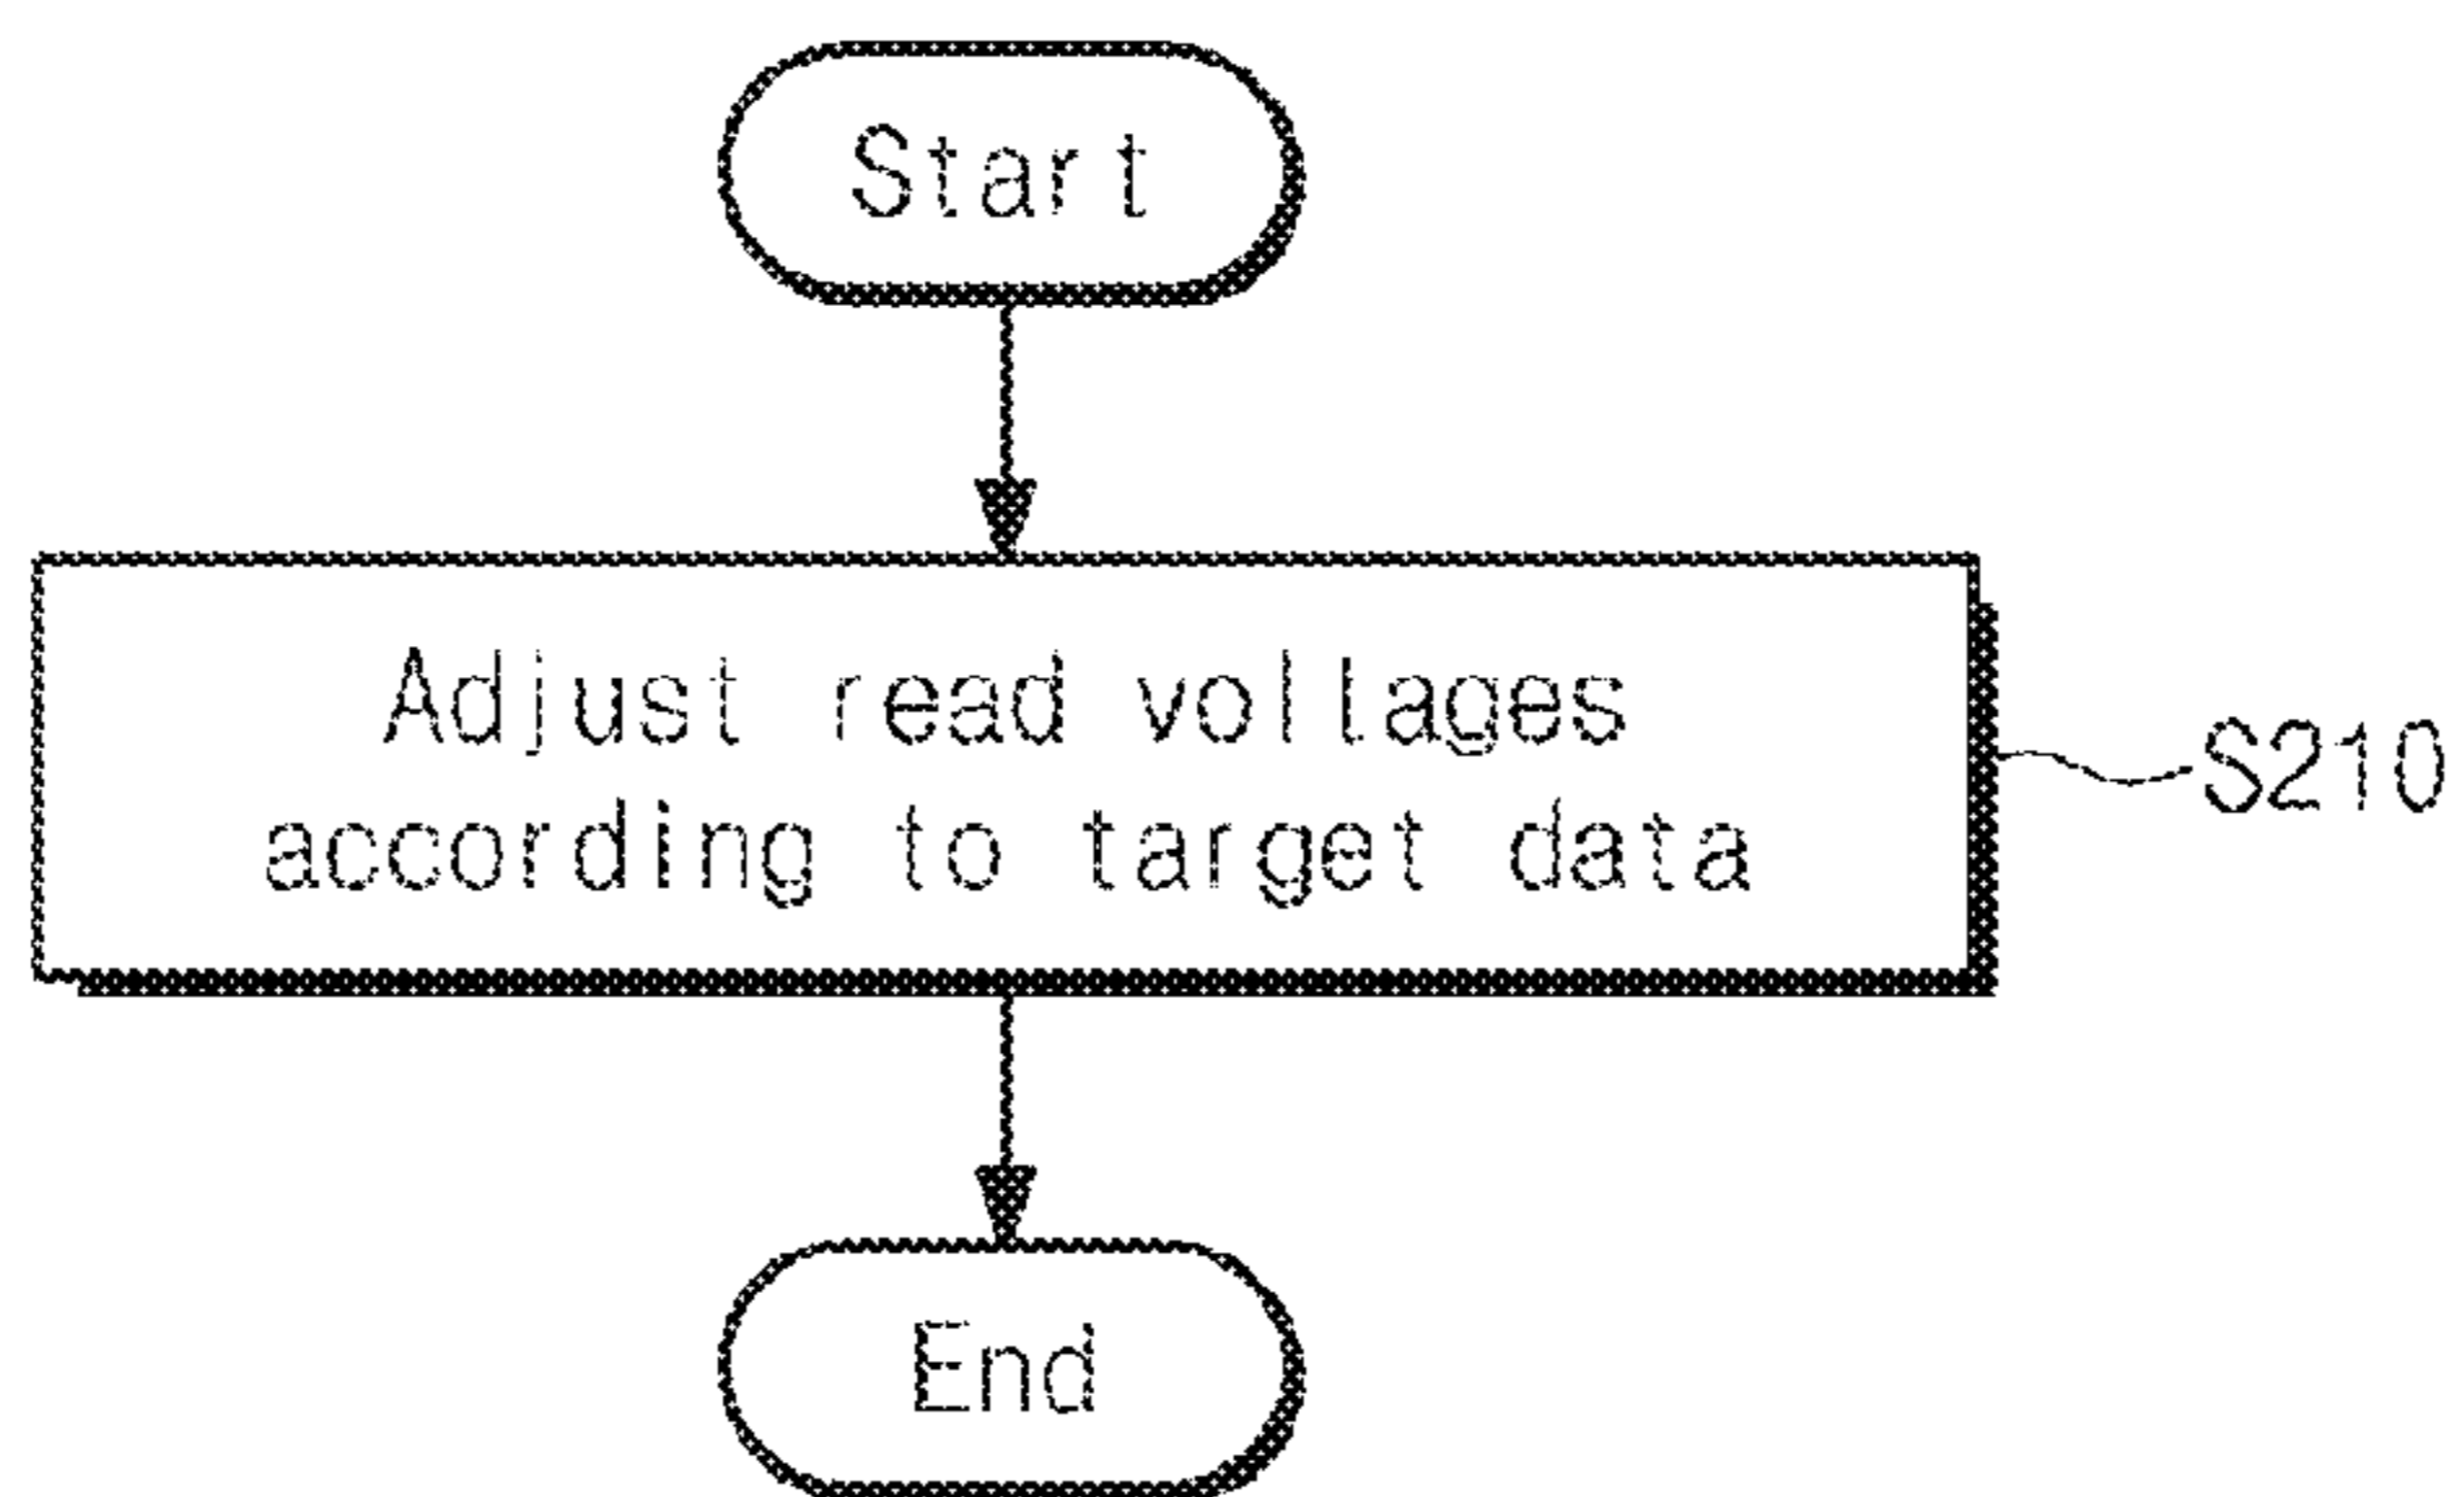 Start
Adjust read voltages
according to target data
S210
End